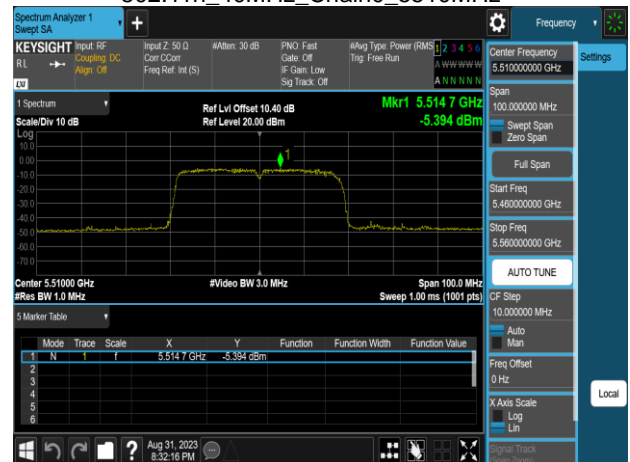 Spectrum Analyzer 1
Swept SA
Frequency
KEYSIGHT
RL
LXI
Input: RF
Coupling: DC
Align: Off
Input Z: 50 Ω
Corr CCorr
Freq Ref: Int (S)
#Atten: 30 dB
PNO: Fast
Gate: Off
IF Gain: Low
Sig Track: Off
#Avg Type: Power (RMS
Trig: Free Run
1 2 3 4 5 6
A W W W W W
A N N N N N
Center Frequency
5.510000000 GHz
Settings
Span
100.000000 MHz
Swept Span
Zero Span
Full Span
Start Freq
5.460000000 GHz
Stop Freq
5.560000000 GHz
AUTO TUNE
CF Step
10.000000 MHz
Auto
Man
Freq Offset
0 Hz
X Axis Scale
Log
Lin
Signal Track
Local
1 Spectrum
Scale/Div 10 dB
Ref Lvl Offset 10.40 dB
Ref Level 20.00 dBm
Mkr1 5.514 7 GHz
-5.394 dBm
Log
10.0
0.00
-10.0
-20.0
-30.0
-40.0
-50.0
-60.0
-70.0
1
Center 5.51000 GHz
#Res BW 1.0 MHz
#Video BW 3.0 MHz
Span 100.0 MHz
Sweep 1.00 ms (1001 pts)
5 Marker Table
Mode Trace Scale X Y Function Function Width Function Value
1 N 1 f 5.514 7 GHz -5.394 dBm
2
3
4
5
6
?
Aug 31, 2023
8:32:16 PM